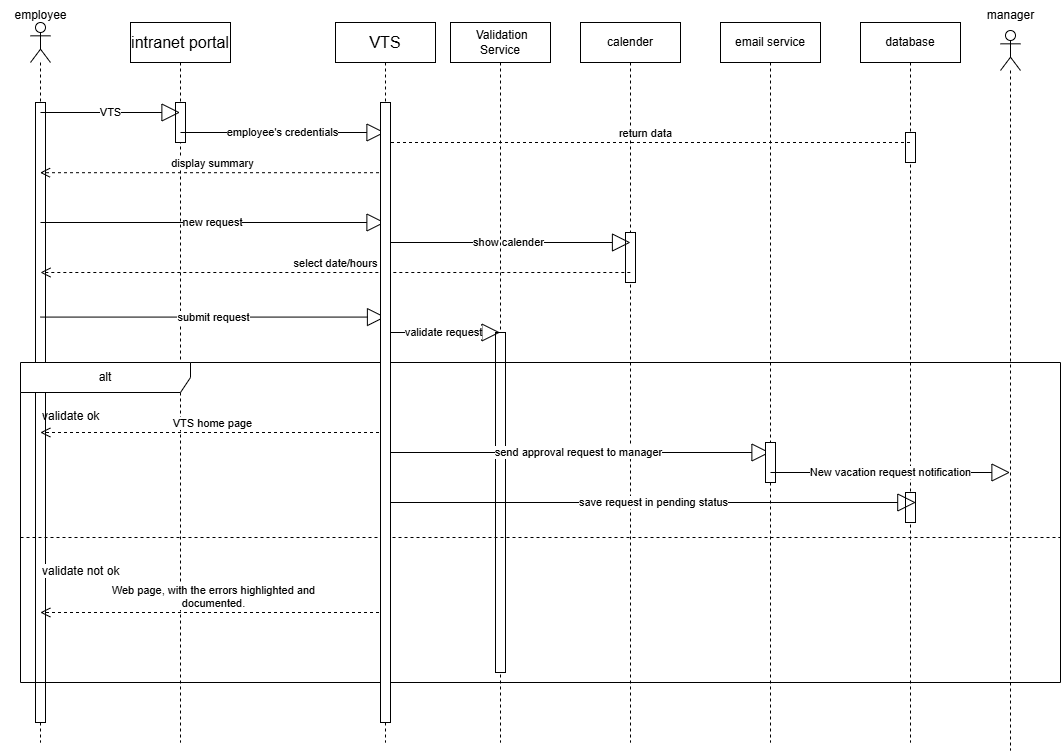 employee
manager
intranet portal
VTS
Validation
Service
calender
email service
database
VTS
employee's credentials
return data
display summary
new request
show calender
select date/hours
submit request
validate request
alt
validate ok
VTS home page
send approval request to manager
New vacation request notification
save request in pending status
validate not ok
Web page, with the errors highlighted and
documented.